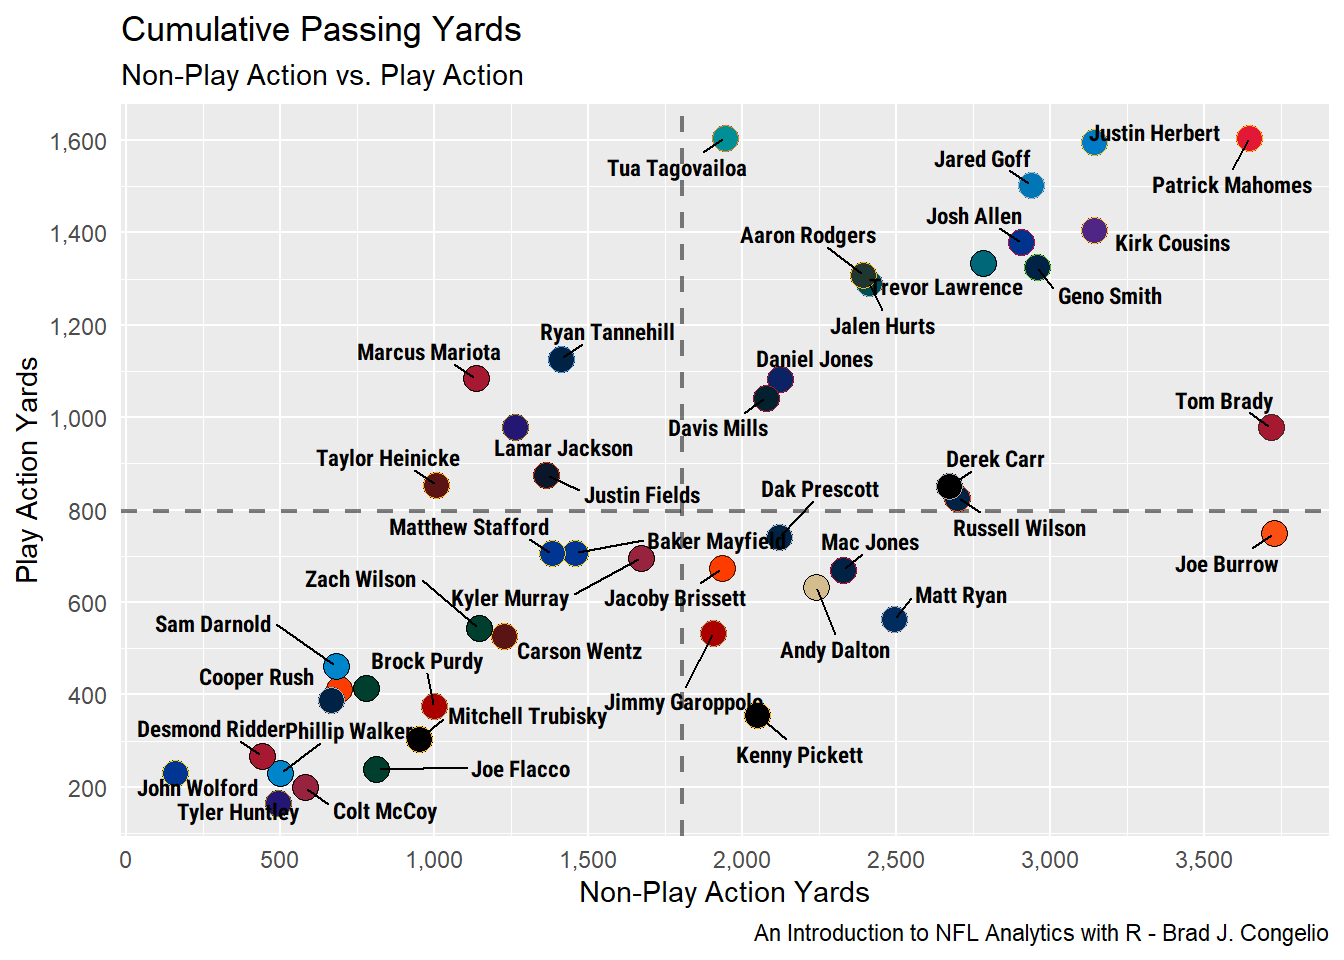 Cumulative Passing Yards
Non-Play Action vs. Play Action
1,600
1,400
1,200
1,000
800
600
400
200
Play Action Yards
Justin Herbert
Tua Tagovailoa
Jared Goff
Patrick Mahomes
Josh Allen
Aaron Rodgers
Kirk Cousins
Trevor Lawrence
Geno Smith
Jalen Hurts
Ryan Tannehill
Marcus Mariota
Daniel Jones
Tom Brady
Davis Mills
Lamar Jackson
Taylor Heinicke
Derek Carr
Justin Fields
Dak Prescott
Matthew Stafford
Russell Wilson
Baker Mayfield
Mac Jones
Joe Burrow
Zach Wilson
Kyler Murray
Jacoby Brissett
Matt Ryan
Sam Darnold
Carson Wentz
Andy Dalton
Brock Purdy
Cooper Rush
Jimmy Garoppolo
Mitchell Trubisky
Desmond Ridder
Phillip Walker
Kenny Pickett
Joe Flacco
John Wolford
Tyler Huntley
Colt McCoy
0
500
1,000
1,500
2,000
2,500
3,000
3,500
Non-Play Action Yards
An Introduction to NFL Analytics with R - Brad J. Congelio